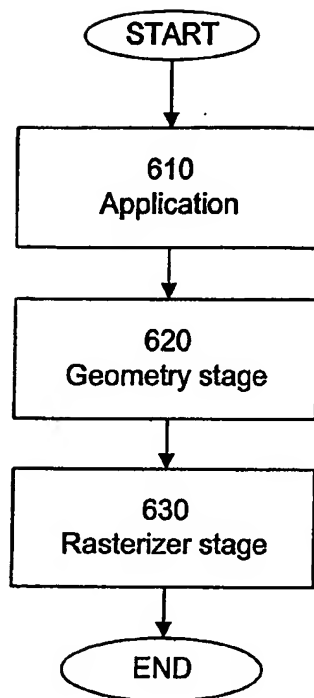 START
610
Application
620
Geometry stage
630
Rasterizer stage
END